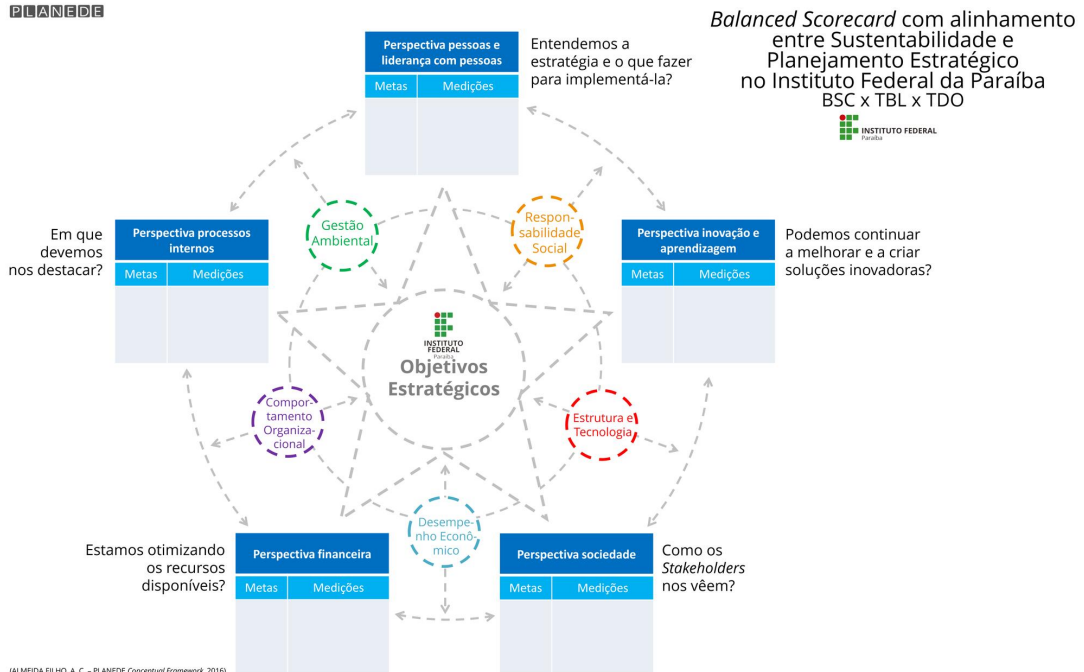 PLANEDE
Balanced Scorecard com alinhamento
entre Sustentabilidade e
Planejamento Estratégico
no Instituto Federal da Paraíba
BSC x TBL x TDO
INSTITUTO FEDERAL
Paraíba
Perspectiva pessoas e
liderança com pessoas
Metas Medições
Entendemos a
estratégia e o que fazer
para implementá-la?
Gestão
Ambiental
Respon-
sabilidade
Social
Em que
devemos
nos destacar?
Perspectiva processos
internos
Metas Medições
Perspectiva inovação e
aprendizagem
Metas Medições
Podemos continuar
a melhorar e a criar
soluções inovadoras?
INSTITUTO
FEDERAL
Paraíba
Objetivos
Estratégicos
Compor-
tamento
Organiza-
cional
Estrutura e
Tecnologia
Desempe-
nho Econô-
mico
Estamos otimizando
os recursos
disponíveis?
Perspectiva financeira
Metas Medições
Perspectiva sociedade
Metas Medições
Como os
Stakeholders
nos vêem?
(ALMEIDA FILHO, A. C. – PLANEDE Conceptual Framework, 2016)